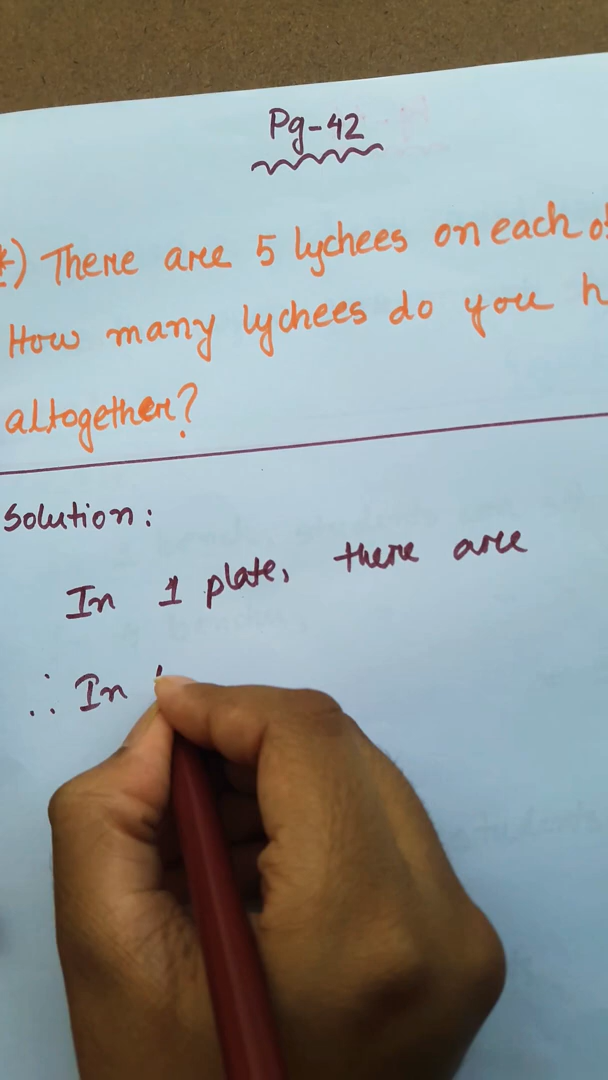 Pg-42
*) There are 5 lychees on each
How many lychees do you
altogether?
Solution:
In 1 plate, there are
∴ In